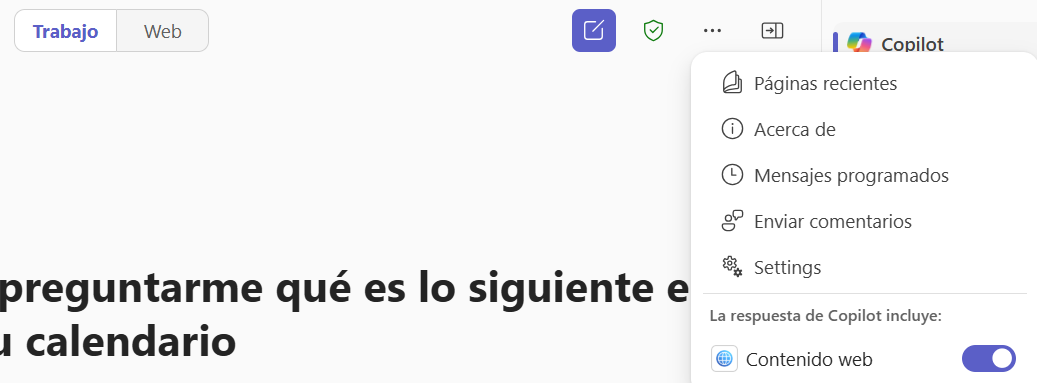 Trabajo
Web
Copilot
Páginas recientes
Acerca de
Mensajes programados
Enviar comentarios
Settings
preguntarme qué es lo siguiente e
u calendario
La respuesta de Copilot incluye:
Contenido web